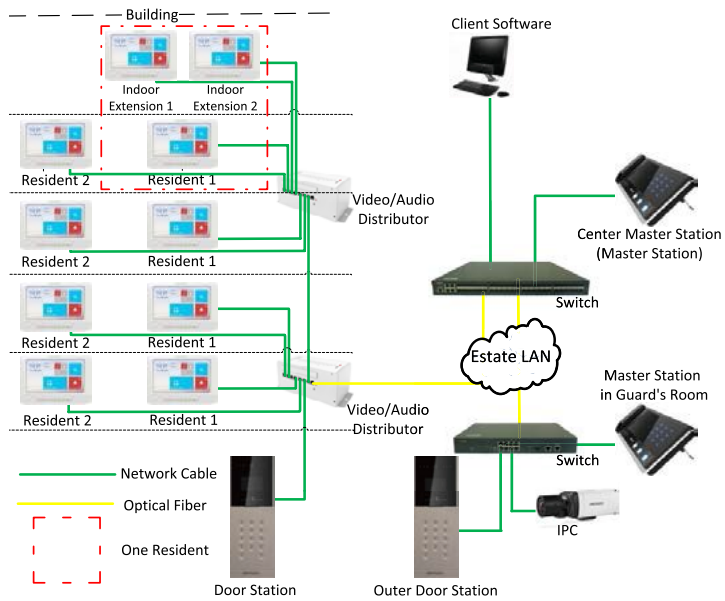 Building
Client Software
Indoor
Extension 1
Indoor
Extension 2
Resident 2
Resident 1
Video/Audio
Distributor
Center Master Station
(Master Station)
Resident 2
Resident 1
Switch
Resident 2
Resident 1
Estate LAN
Master Station
in Guard's Room
Resident 2
Resident 1
Video/Audio
Distributor
Switch
Network Cable
Optical Fiber
One Resident
IPC
Door Station
Outer Door Station